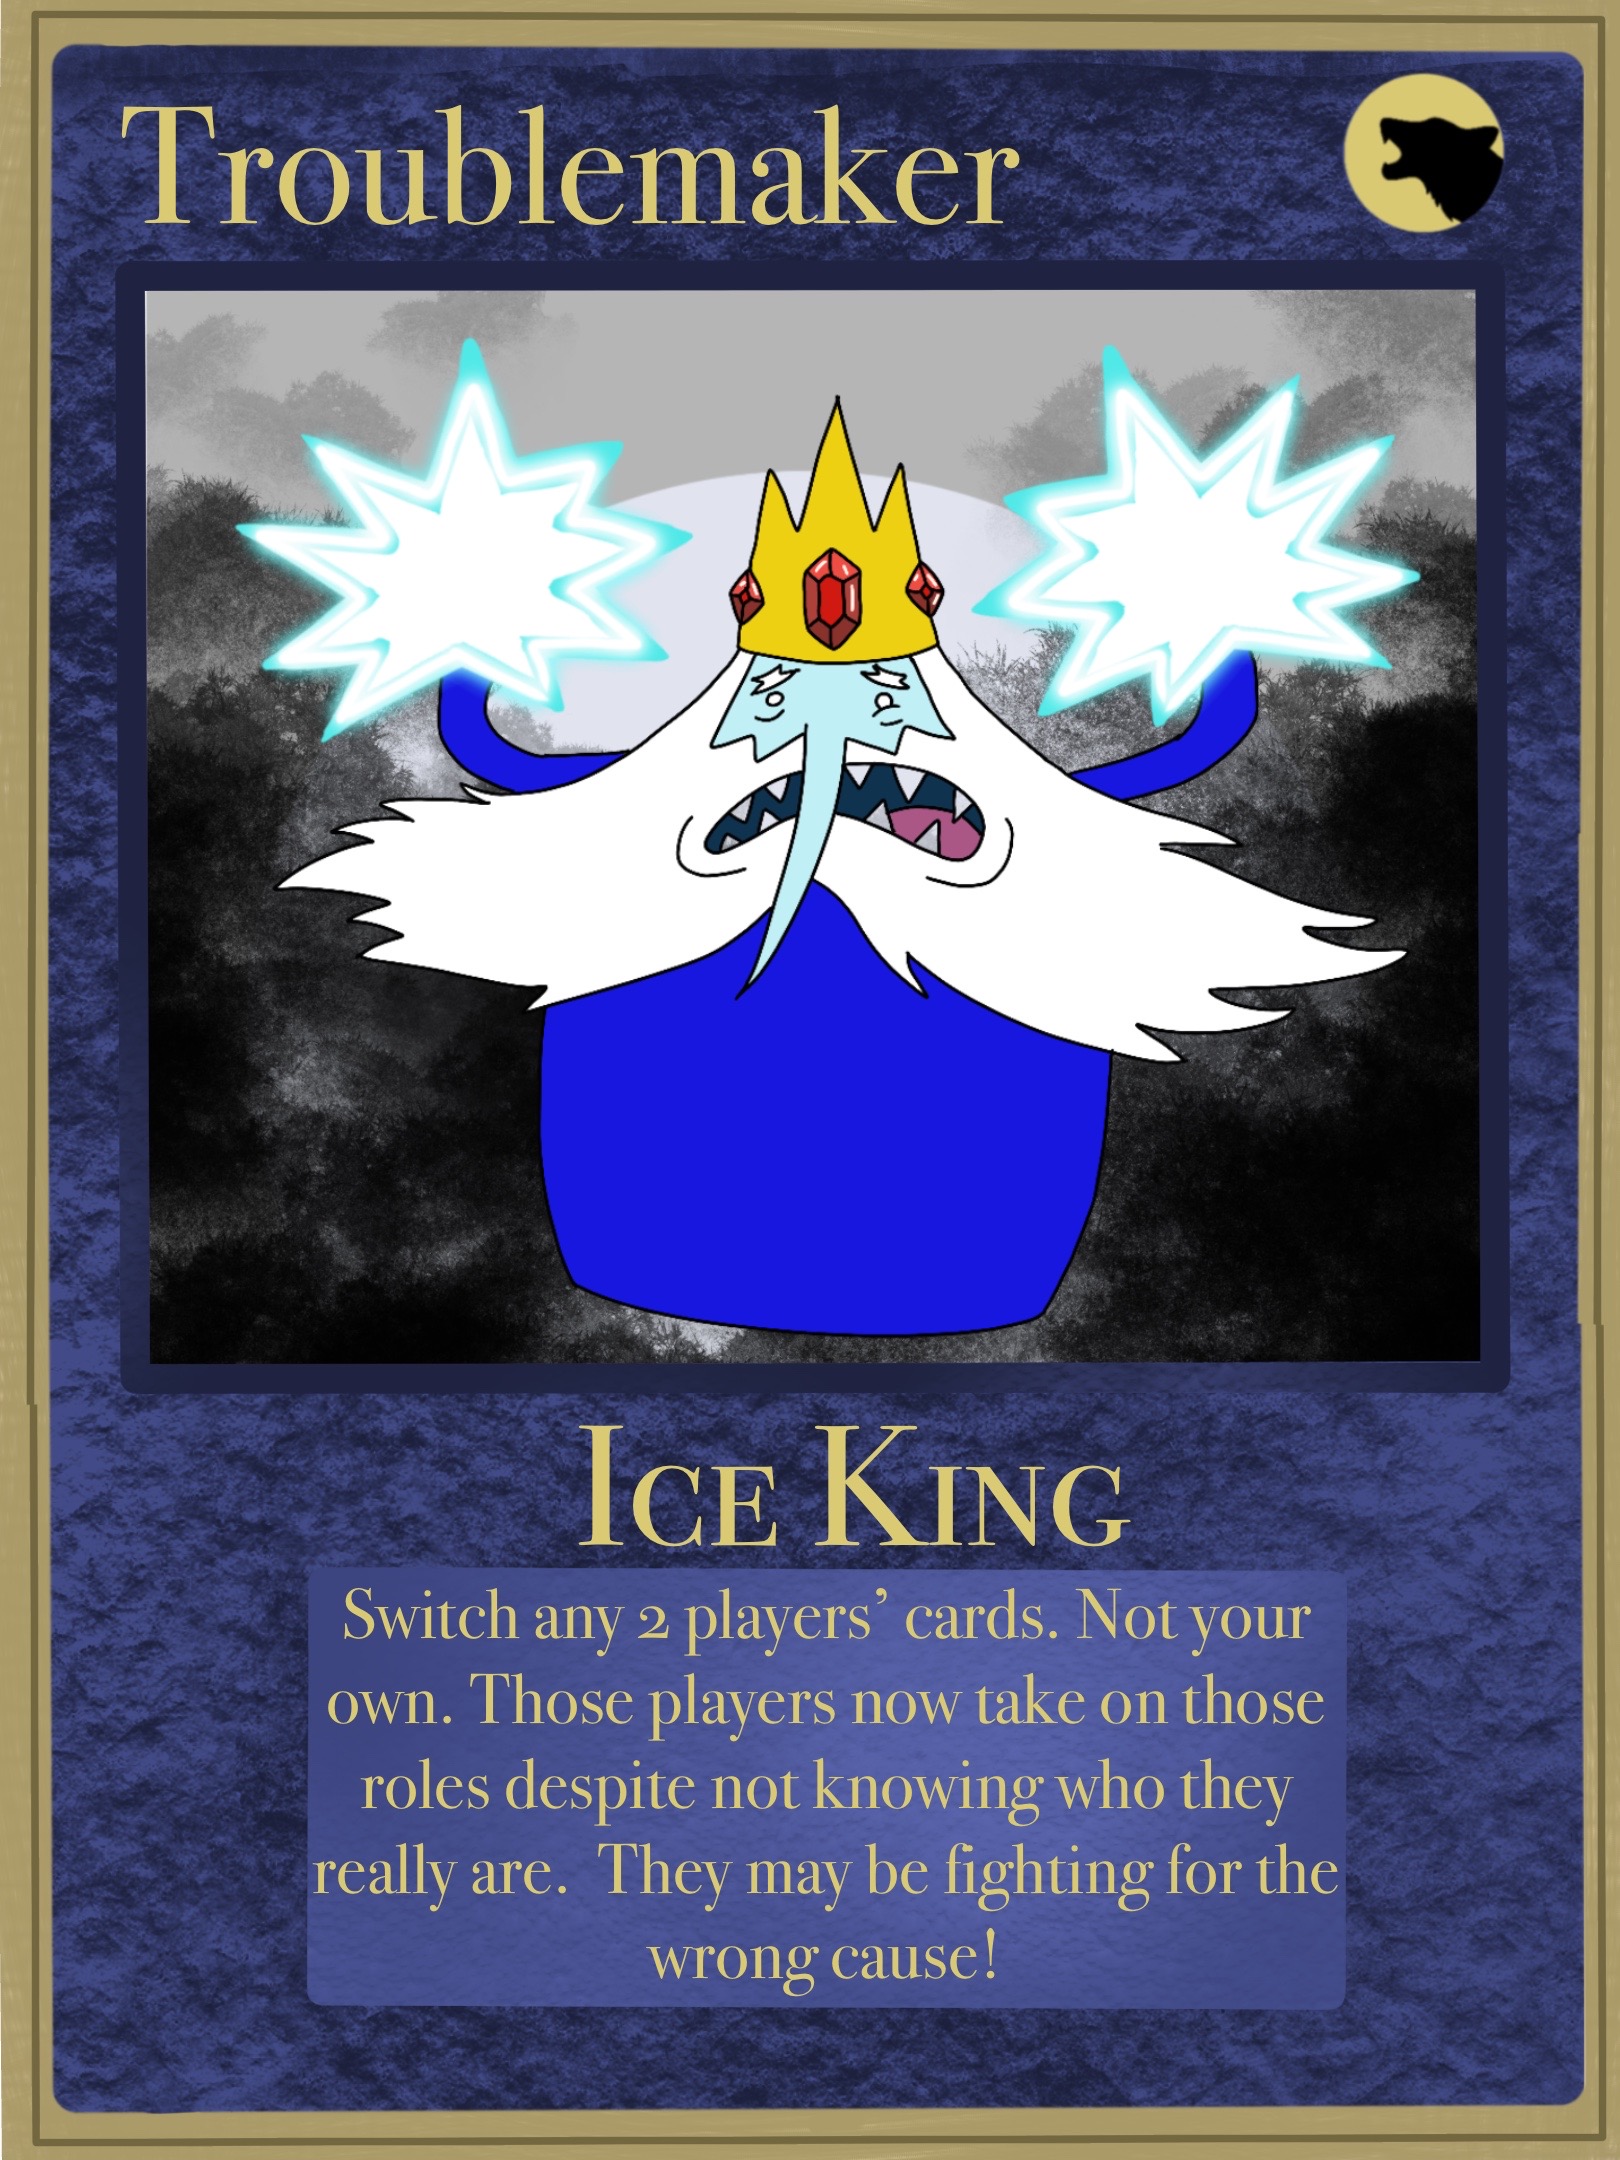 Troublemaker
ICE KING
Switch any 2 players’ cards. Not your
own. Those players now take on those
roles despite not knowing who they
really are. They may be fighting for the
wrong cause!